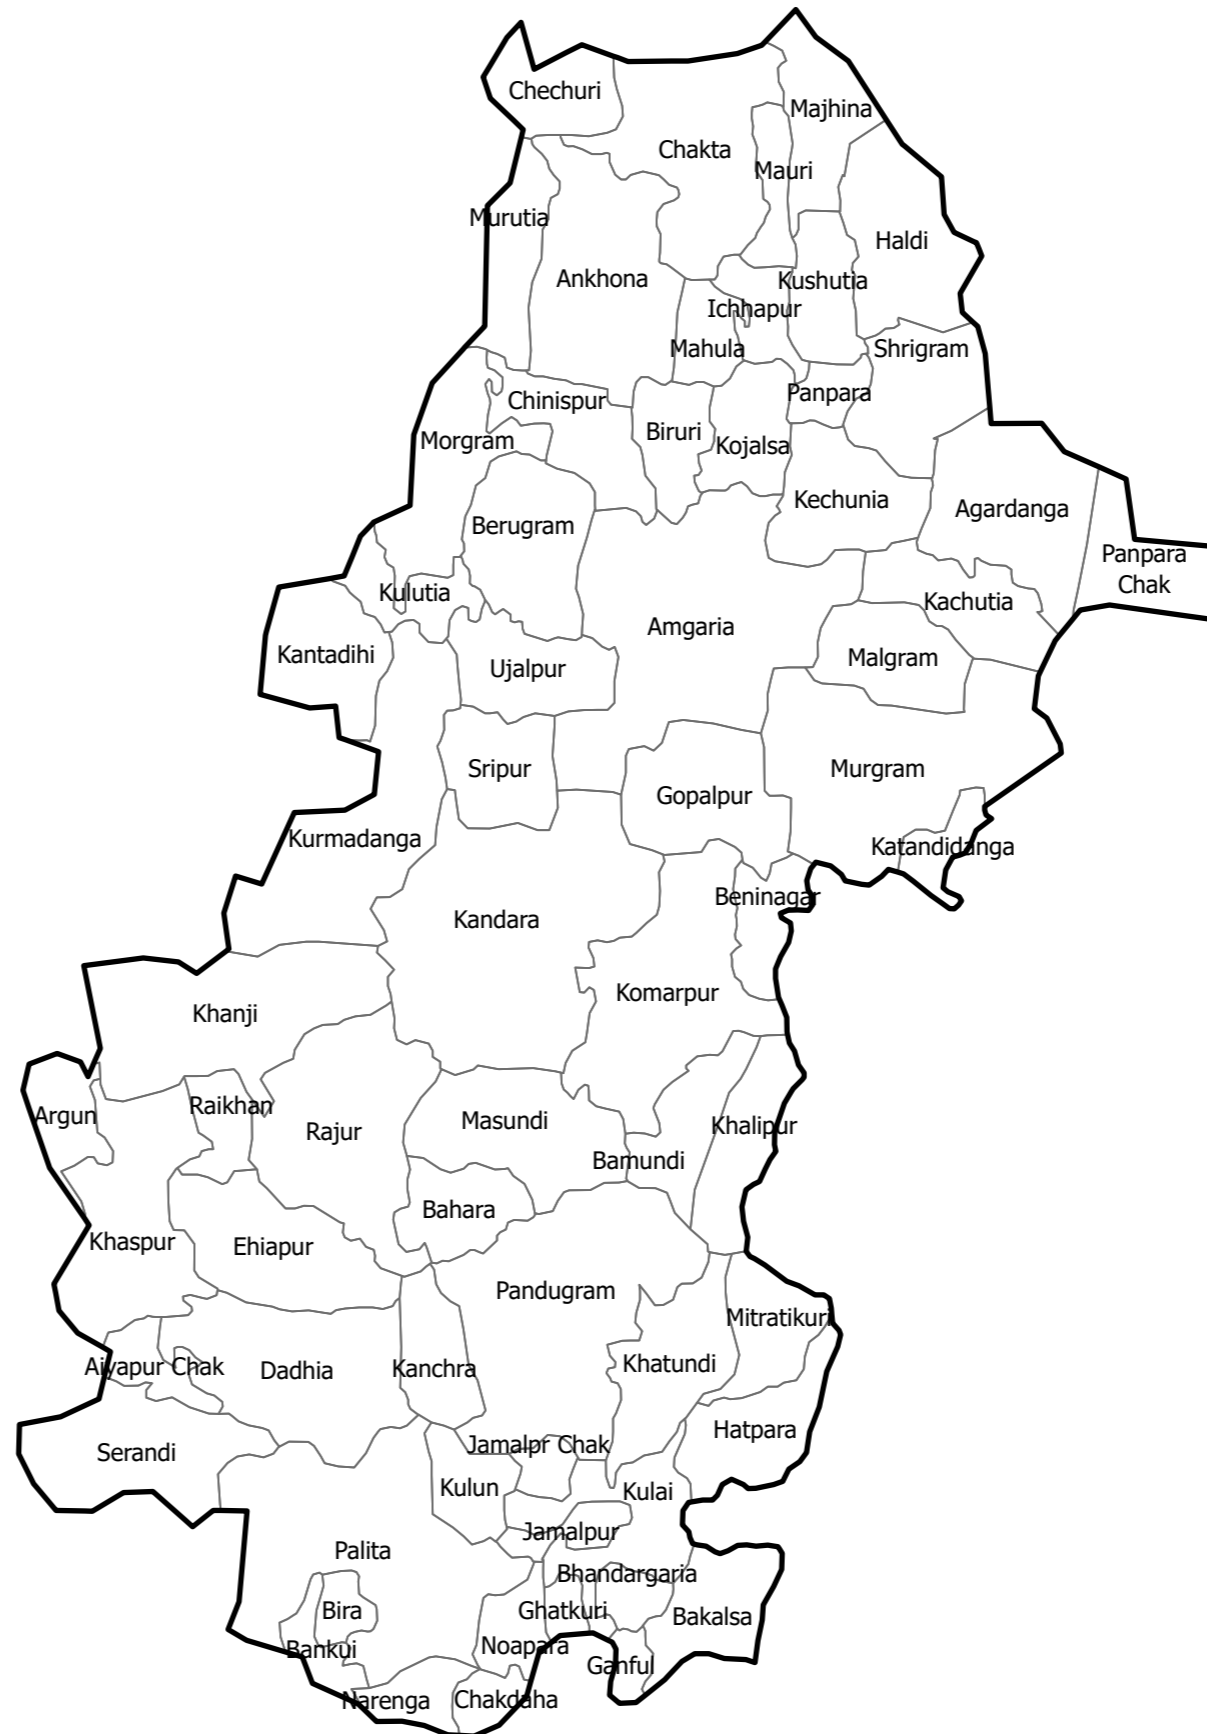 Chechuri
Majhina
Chakta
Mauri
Murutia
Haldi
Ankhona
Kushutia
Ichhapur
Mahula
Shrigram
Panpara
Chinispur
Biruri
Morgram
Kojalsa
Kechunia
Agardanga
Berugram
Panpara
Chak
Kulutia
Kachutia
Amgaria
Kantadihi
Malgram
Ujalpur
Sripur
Murgram
Gopalpur
Kurmadanga
Katandidanga
Beninagar
Kandara
Komarpur
Khanji
Argun
Raikhan
Masundi
Khalipur
Rajur
Bamundi
Bahara
Khaspur
Ehiapur
Pandugram
Mitratikuri
Aiyapur Chak
Dadhia
Kanchra
Khatundi
Hatpara
Jamalpr Chak
Serandi
Kulun
Kulai
Jamalpur
Palita
Bhandargaria
Bira
Ghatkuri
Bakalsa
Bankui
Noapara
Ganful
Narenga
Chakdaha